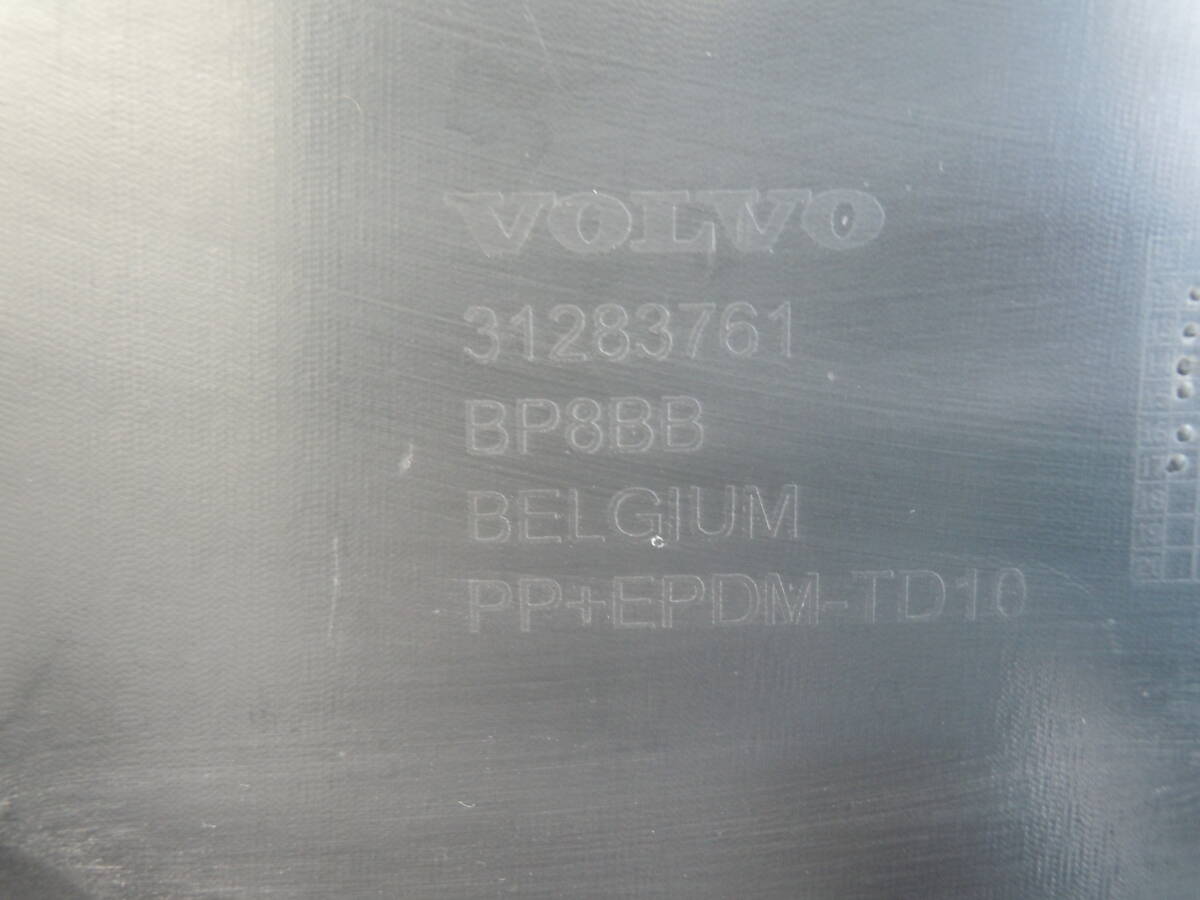 VOLVO
31283761
BP8BB
BELGIUM
PP+EPDM-TD10